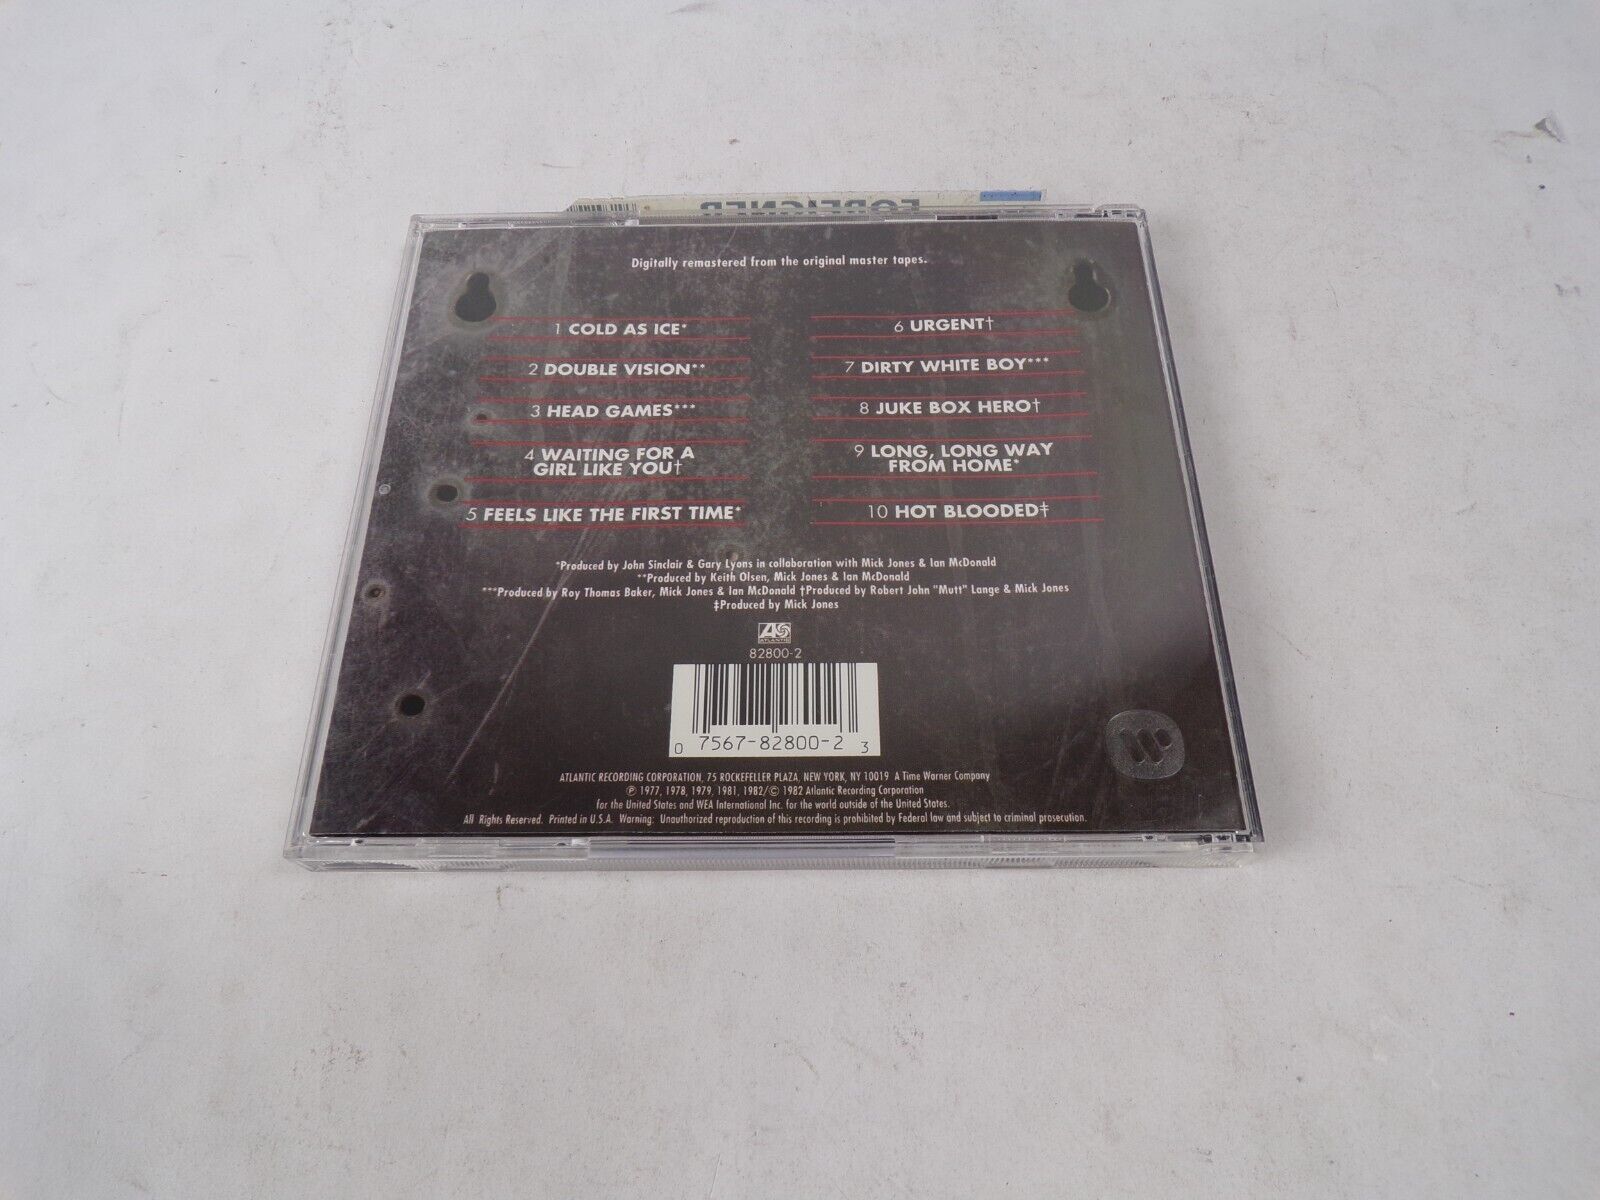 FOREIGNER
Digitally remastered from the original master tapes.
1 COLD AS ICE*
2 DOUBLE VISION**
3 HEAD GAMES***
4 WAITING FOR A
GIRL LIKE YOU†
5 FEELS LIKE THE FIRST TIME*
6 URGENT†
7 DIRTY WHITE BOY***
8 JUKE BOX HERO†
9 LONG, LONG WAY
FROM HOME*
10 HOT BLOODED‡
*Produced by John Sinclair & Gary Lyons in collaboration with Mick Jones & Ian McDonald
**Produced by Keith Olsen, Mick Jones & Ian McDonald
***Produced by Roy Thomas Baker, Mick Jones & Ian McDonald †Produced by Robert John "Mutt" Lange & Mick Jones
‡Produced by Mick Jones
ATLANTIC
82800-2
0 7567-82800-2 3
ATLANTIC RECORDING CORPORATION, 75 ROCKEFELLER PLAZA, NEW YORK, NY 10019 A Time Warner Company
℗ 1977, 1978, 1979, 1981, 1982/© 1982 Atlantic Recording Corporation
for the United States and WEA International Inc. for the world outside of the United States.
All Rights Reserved. Printed in U.S.A. Warning: Unauthorized reproduction of this recording is prohibited by Federal law and subject to criminal prosecution.